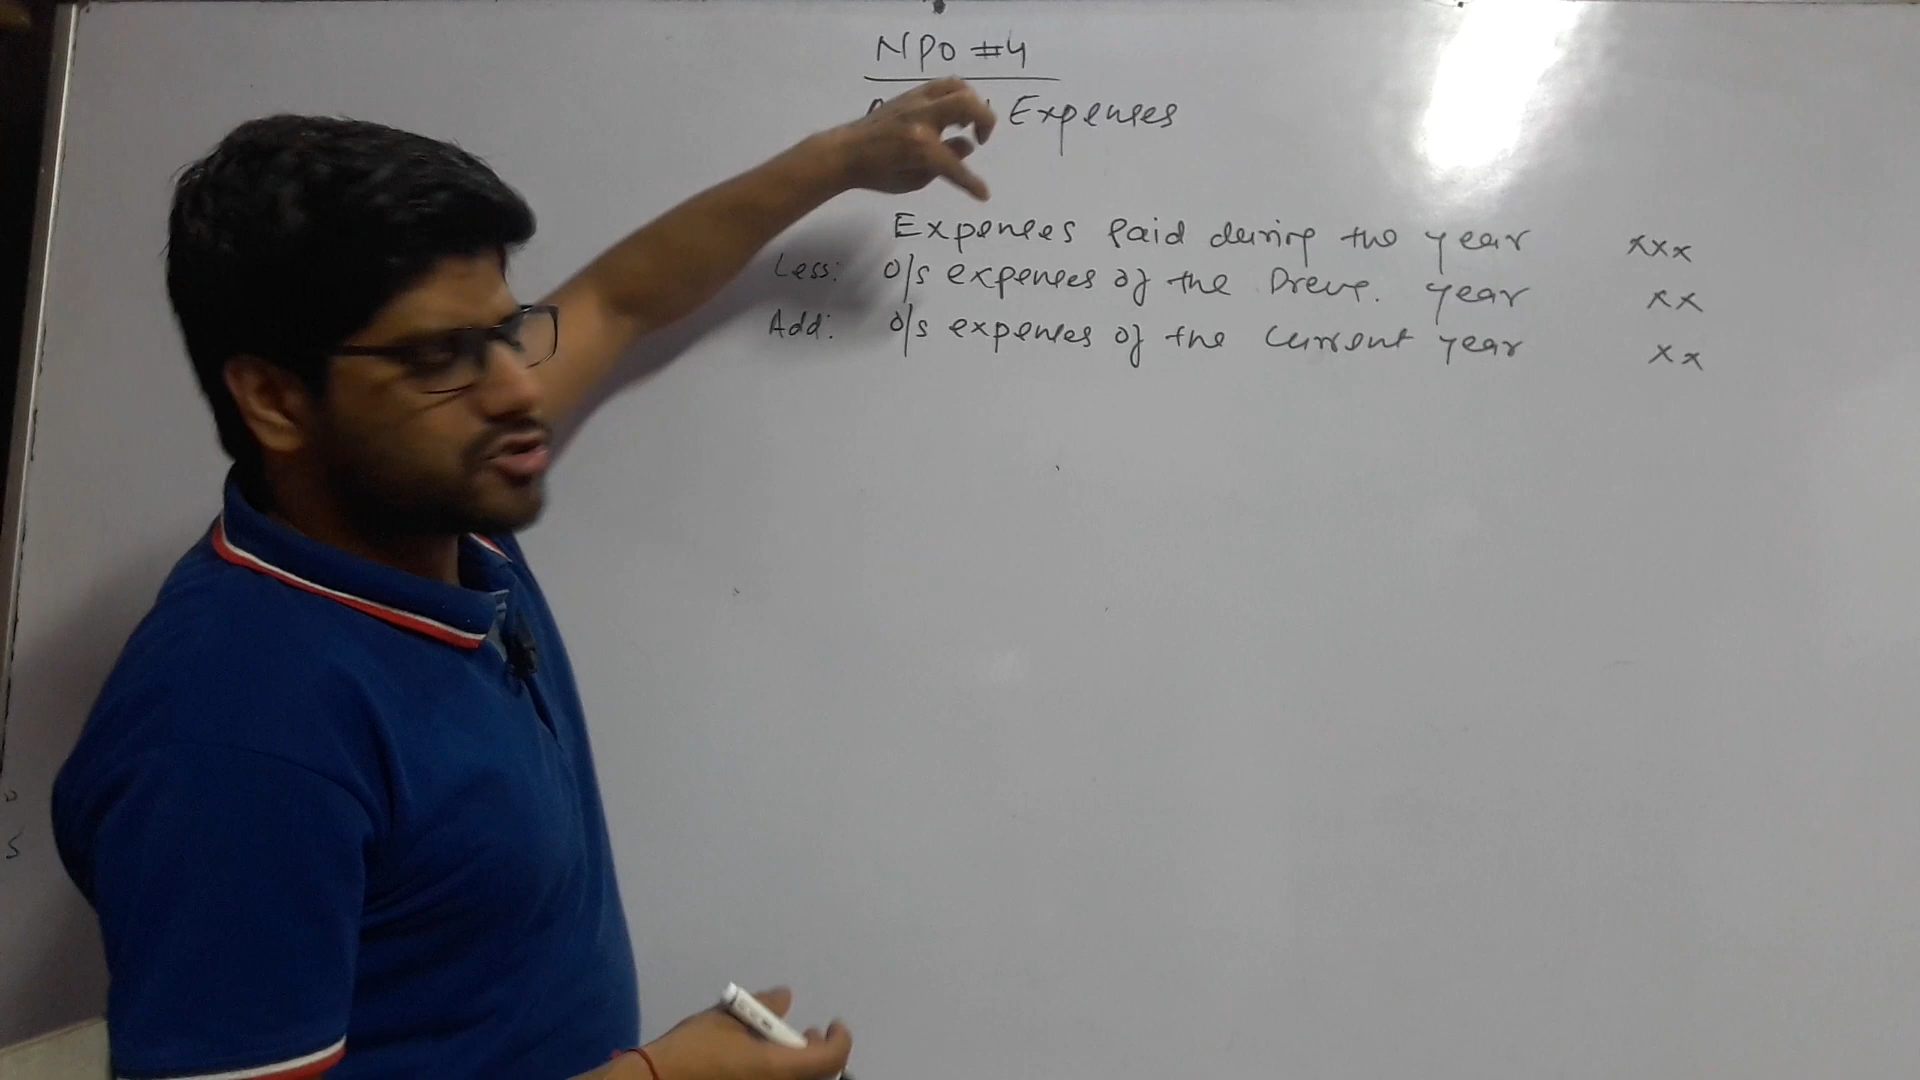 NPO #4
Expenses
Expenses Paid during the year xxx
Less: o/s expenses of the Prevs. year xx
Add: o/s expenses of the current year xx